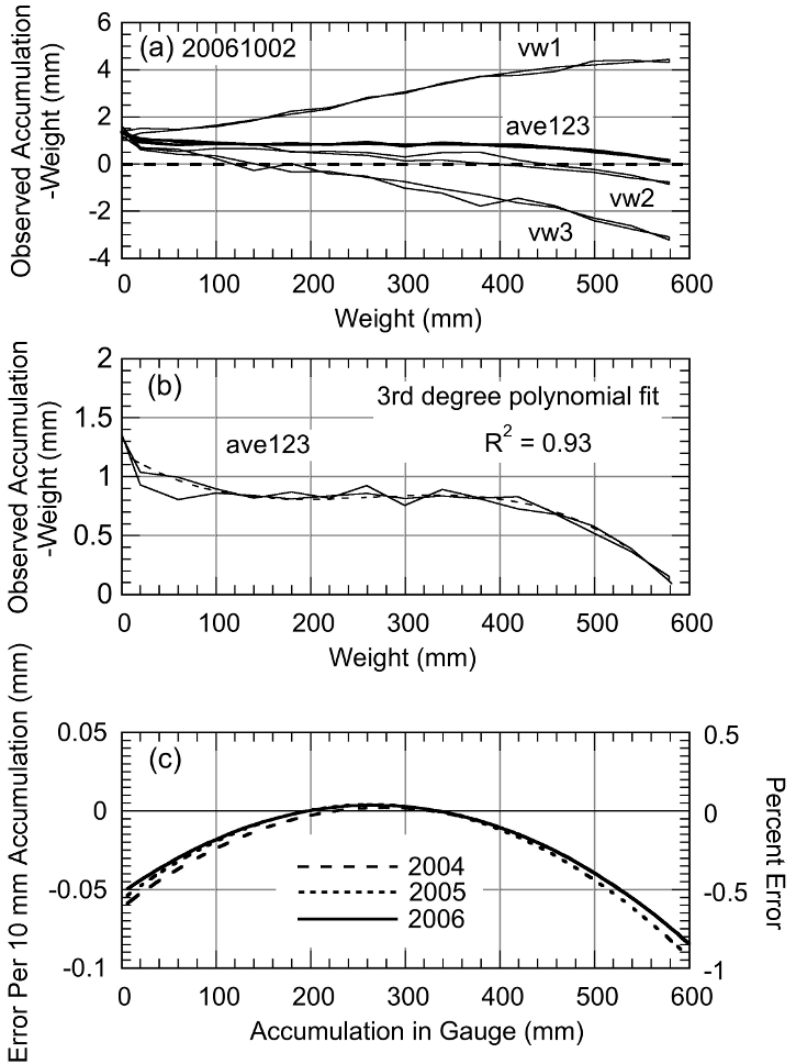 6
4
2
0
-2
-4
(a) 20061002
vw1
ave123
vw2
vw3
Observed Accumulation
-Weight (mm)
0 100 200 300 400 500 600
Weight (mm)
2
1.5
1
0.5
0
(b)
3rd degree polynomial fit
ave123
R² = 0.93
Observed Accumulation
-Weight (mm)
0 100 200 300 400 500 600
Weight (mm)
0.05
0
-0.05
-0.1
(c)
2004
2005
2006
Error Per 10 mm Accumulation (mm)
0.5
0
-0.5
-1
Percent Error
0 100 200 300 400 500 600
Accumulation in Gauge (mm)